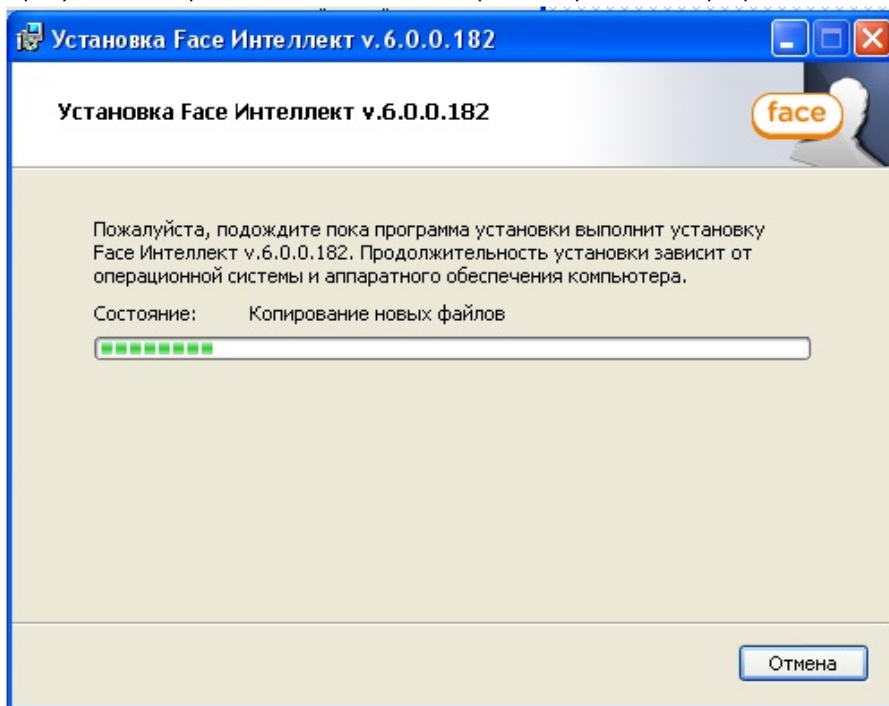 Установка Face Интеллект v.6.0.0.182
Установка Face Интеллект v.6.0.0.182
face
Пожалуйста, подождите пока программа установки выполнит установку
Face Интеллект v.6.0.0.182. Продолжительность установки зависит от
операционной системы и аппаратного обеспечения компьютера.
Состояние: Копирование новых файлов
Отмена